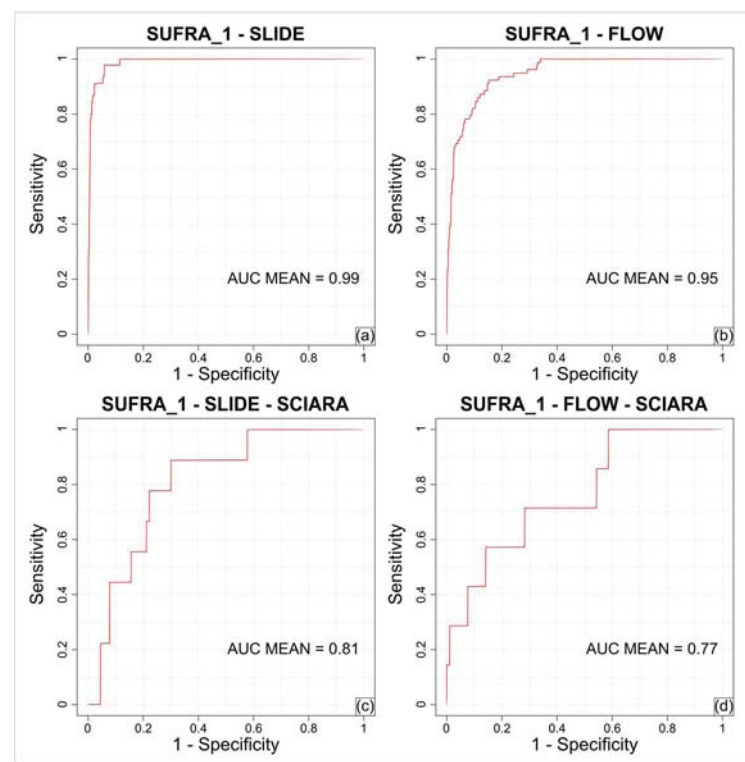 SUFRA_1 - SLIDE
Sensitivity
0 0.2 0.4 0.6 0.8 1
AUC MEAN = 0.99
(a)
0 0.2 0.4 0.6 0.8 1
1 - Specificity
SUFRA_1 - FLOW
Sensitivity
0 0.2 0.4 0.6 0.8 1
AUC MEAN = 0.95
(b)
0 0.2 0.4 0.6 0.8 1
1 - Specificity
SUFRA_1 - SLIDE - SCIARA
Sensitivity
0 0.2 0.4 0.6 0.8 1
AUC MEAN = 0.81
(c)
0 0.2 0.4 0.6 0.8 1
1 - Specificity
SUFRA_1 - FLOW - SCIARA
Sensitivity
0 0.2 0.4 0.6 0.8 1
AUC MEAN = 0.77
(d)
0 0.2 0.4 0.6 0.8 1
1 - Specificity